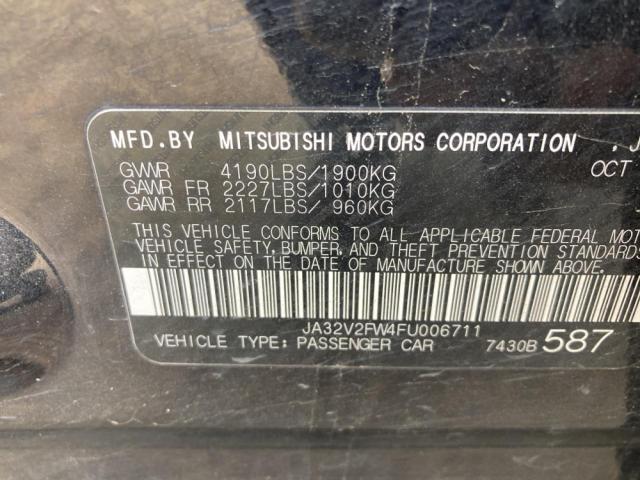 MFD.BY MITSUBISHI MOTORS CORPORATION
OCT
GVWR 4190LBS/1900KG
GAWR FR 2227LBS/1010KG
GAWR RR 2117LBS/ 960KG
THIS VEHICLE CONFORMS TO ALL APPLICABLE FEDERAL
VEHICLE SAFETY, BUMPER, AND THEFT PREVENTION STANDARDS
IN EFFECT ON THE DATE OF MANUFACTURE SHOWN ABOVE.
JA32V2FW4FU006711
VEHICLE TYPE: PASSENGER CAR 7430B 587